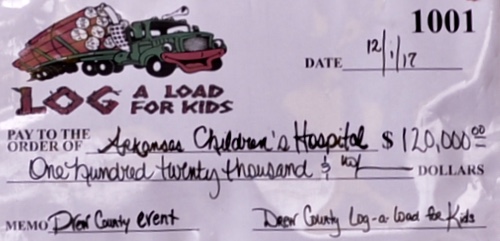 1001
DATE 12/1/17
LOG A LOAD
FOR KIDS
PAY TO THE
ORDER OF Arkansas Children's Hospital $ 120,000 00
One hundred twenty thousand & no/ DOLLARS
MEMO Drew County event Drew County Log-a-Load for Kids